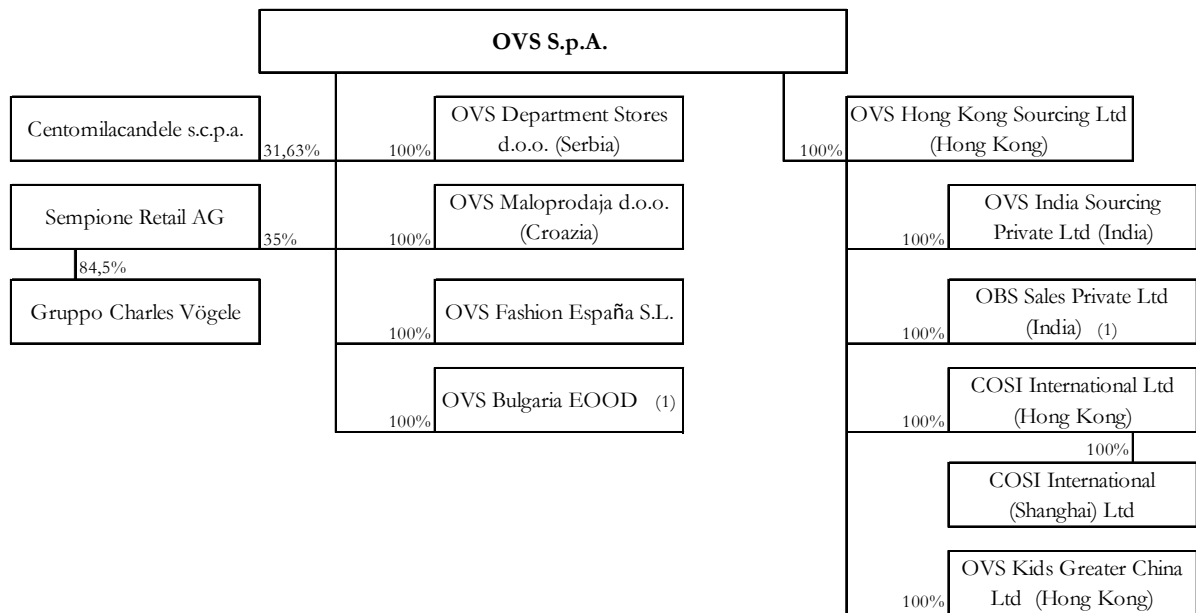 OVS S.p.A.
Centomilacandele s.c.p.a.
31,63%
OVS Department Stores
d.o.o. (Serbia)
100%
OVS Hong Kong Sourcing Ltd
(Hong Kong)
100%
Sempione Retail AG
35%
OVS Maloprodaja d.o.o.
(Croazia)
100%
OVS India Sourcing
Private Ltd (India)
100%
84,5%
Gruppo Charles Vögele
OVS Fashion España S.L.
100%
OBS Sales Private Ltd
(India) (1)
100%
OVS Bulgaria EOOD (1)
100%
COSI International Ltd
(Hong Kong)
100%
100%
COSI International
(Shanghai) Ltd
OVS Kids Greater China
Ltd (Hong Kong)
100%